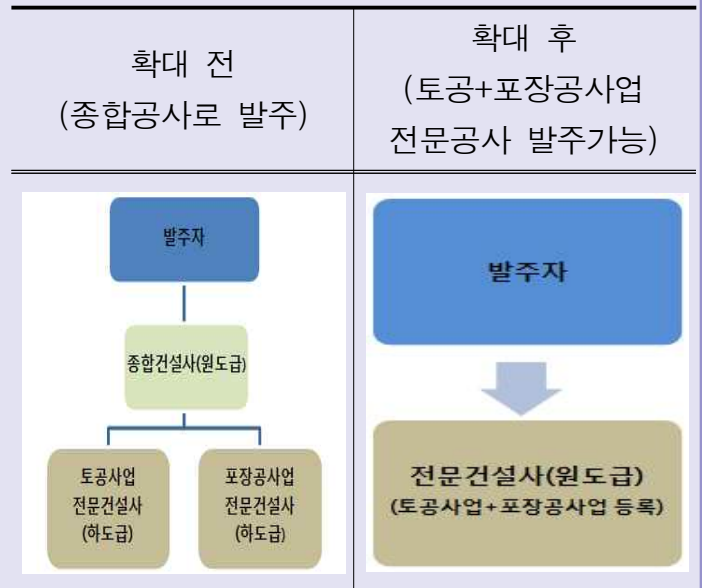 확대 전
(종합공사로 발주)
확대 후
(토공+포장공사업
전문공사 발주가능)
발주자
종합건설사(원도급)
토공사업
전문건설사
(하도급)
포장공사업
전문건설사
(하도급)
발주자
전문건설사(원도급)
(토공사업+포장공사업 등록)